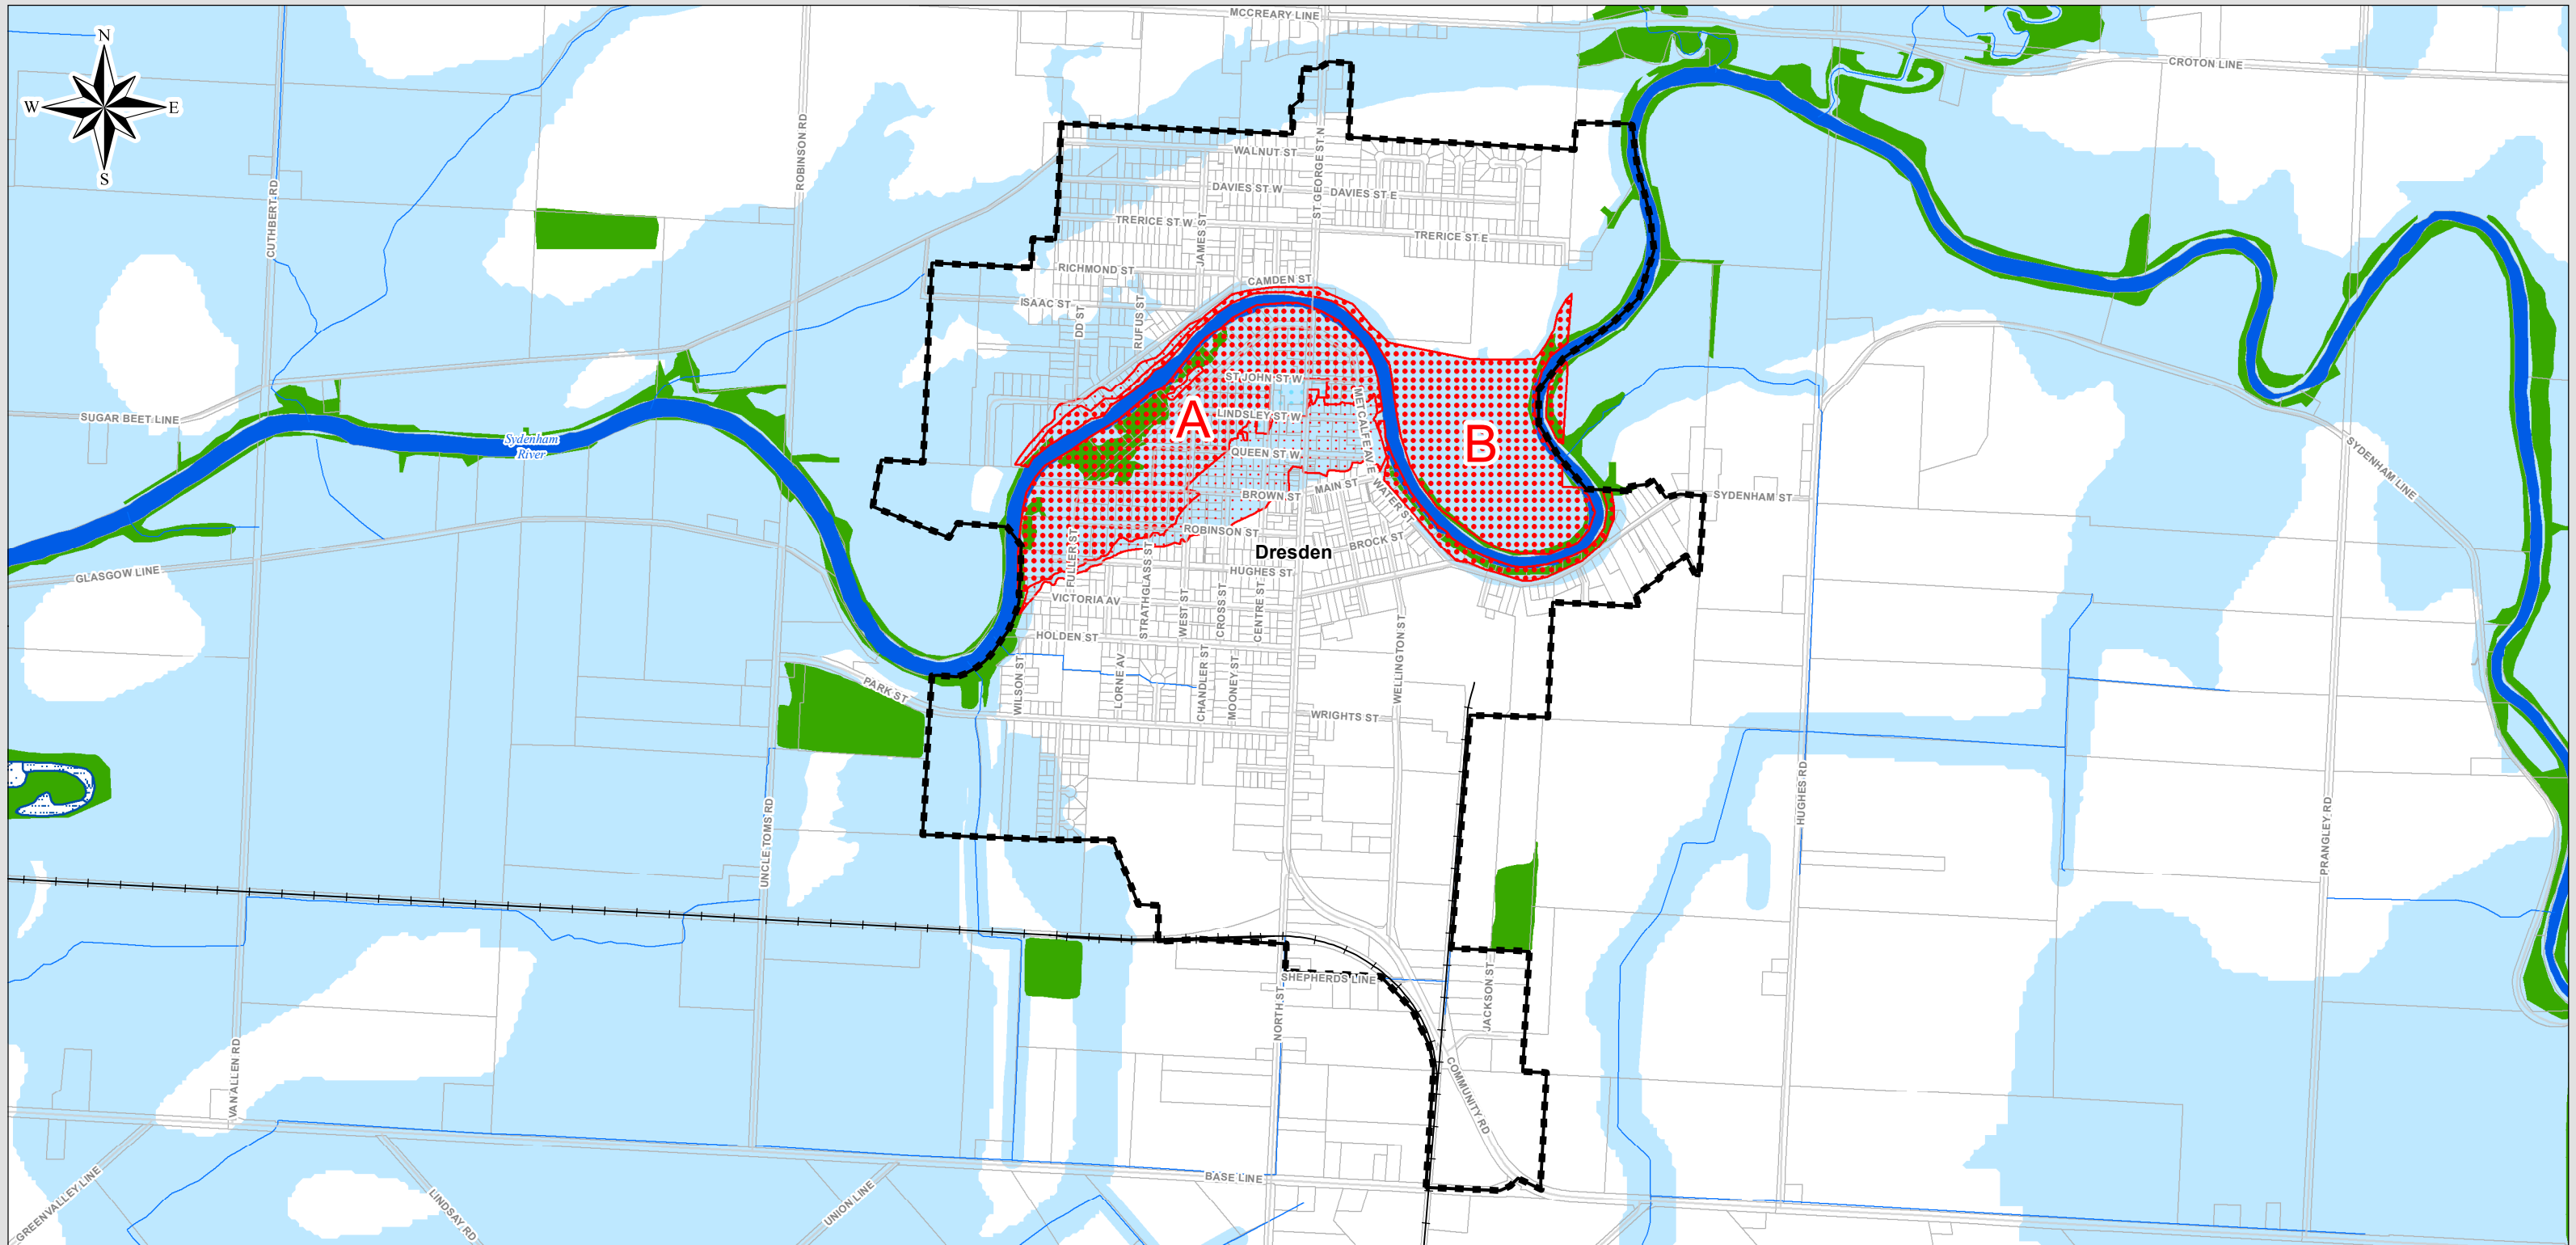 MCCREARY LINE
N
W
E
S
CROTON LINE
CUTHBERT RD
ROBINSON RD
WALNUT ST
ST GEORGE ST N
DAVIES ST W
DAVIES ST E
TRERICE ST W
JAMES ST
TRERICE ST E
RICHMOND ST
CAMDEN ST
ISAAC ST
DD ST
RUFUS ST
ST JOHN ST W
METCALFE AV E
SUGAR BEET LINE
A
LINDSLEY ST W
B
Sydenham
River
QUEEN ST W
SYDENHAM LINE
BROWN ST
MAIN ST
WATER ST
SYDENHAM ST
ROBINSON ST
Dresden
BROCK ST
FULLER ST
GLASGOW LINE
HUGHES ST
VICTORIA AV
STRATHGLASS ST
WEST ST
CROSS ST
CENTRE ST
HOLDEN ST
WILSON ST
LORNE AV
CHANDLER ST
MOONEY ST
WELLINGTON ST
PARK ST
WRIGHTS ST
HUGHES RD
UNCLE TOMS RD
PRANGLEY RD
SHEPHERDS LINE
NORTH ST
JACKSON ST
VAN ALLEN RD
COMMUNITY RD
BASE LINE
GREENVALLEY LINE
LINDSAY RD
UNION LINE